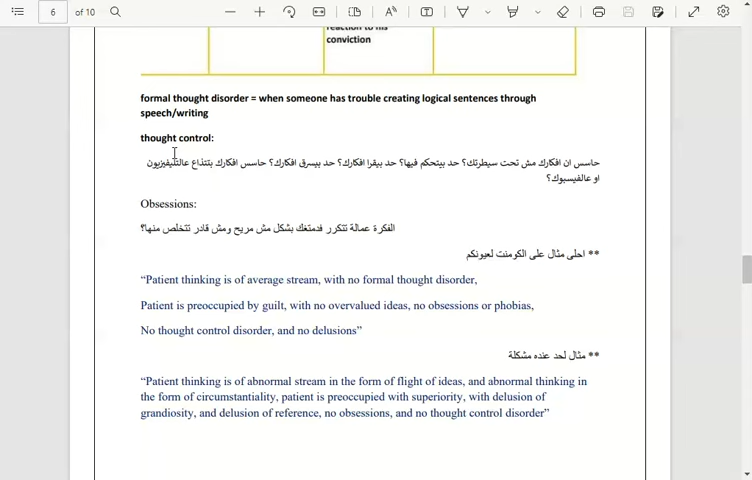 6
of 10
reaction to his
conviction
formal thought disorder = when someone has trouble creating logical sentences through
speech/writing
thought control:
حاسس ان افكارك مش تحت سيطرتك؟ حد بيتحكم فيها؟ حد بيقرا افكارك؟ حد بيسرق افكارك؟ حاسس افكارك بتتذاع عالتليفيزيون
او عالفيسبوك؟
Obsessions:
الفكرة عمالة تتكرر فدمتغك بشكل مش مريح ومش قادر تتخلص منها؟
** احلى مثال على الكومنت لعيونكم
“Patient thinking is of average stream, with no formal thought disorder,
Patient is preoccupied by guilt, with no overvalued ideas, no obsessions or phobias,
No thought control disorder, and no delusions”
** مثال لحد عنده مشكلة
“Patient thinking is of abnormal stream in the form of flight of ideas, and abnormal thinking in
the form of circumstantiality, patient is preoccupied with superiority, with delusion of
grandiosity, and delusion of reference, no obsessions, and no thought control disorder”